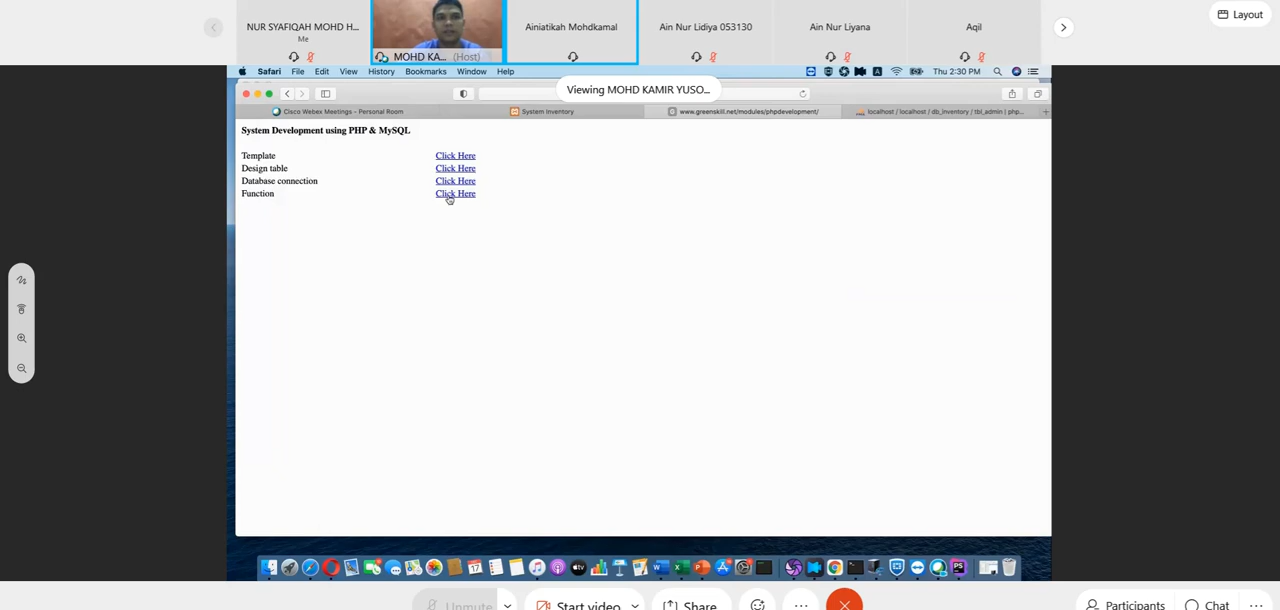 NUR SYAFIQAH MOHD H...
Me
MOHD KA... (Host)
Ainiatikah Mohdkamal
Ain Nur Lidiya 053130
Ain Nur Liyana
Aqil
Layout
Safari File Edit View History Bookmarks Window Help
Thu 2:30 PM
Viewing MOHD KAMIR YUSO...
Cisco Webex Meetings - Personal Room
System Inventory
www.greenskill.net/modules/phpdevelopment/
localhost / localhost / db_inventory / tbl_admin | php...
System Development using PHP & MySQL
Template Click Here
Design table Click Here
Database connection Click Here
Function Click Here
Unmute
Start video
Share
Participants
Chat